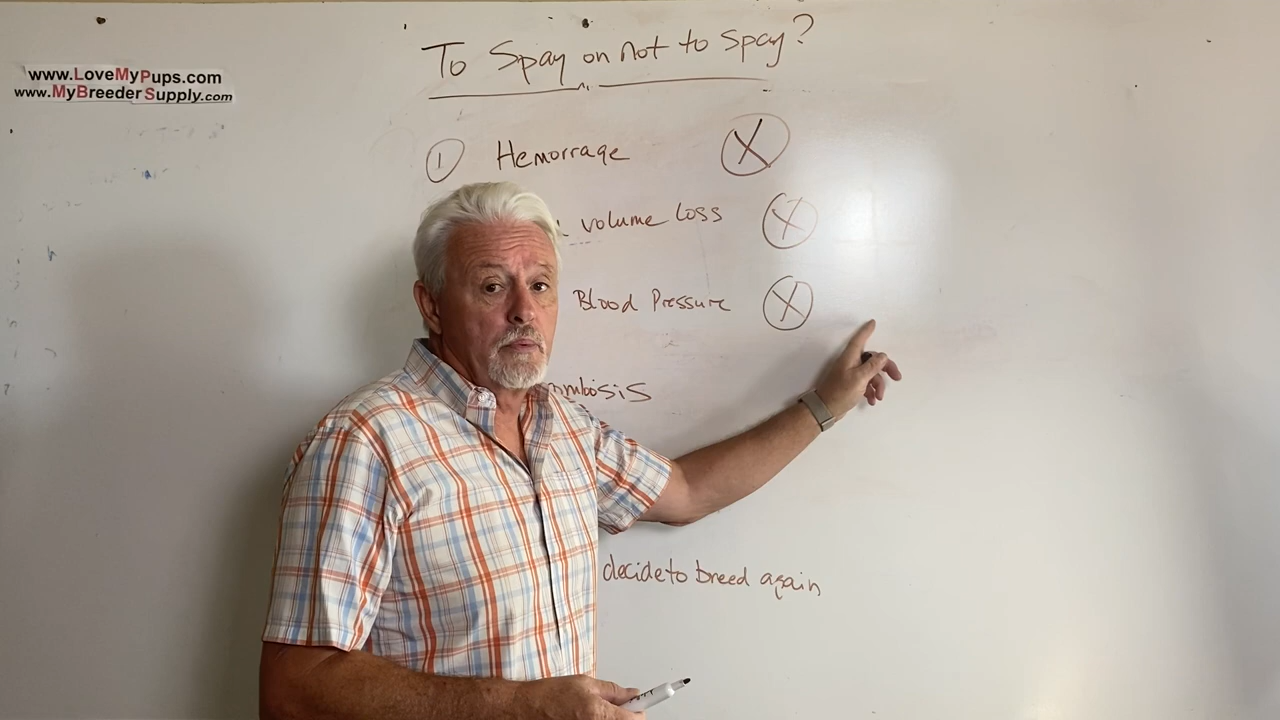 To Spay or not to Spay?
www.LoveMyPups.com
www.MyBreederSupply.com
1 Hemorrage X
volume Loss X
Blood Pressure X
mbosis
decide to breed again